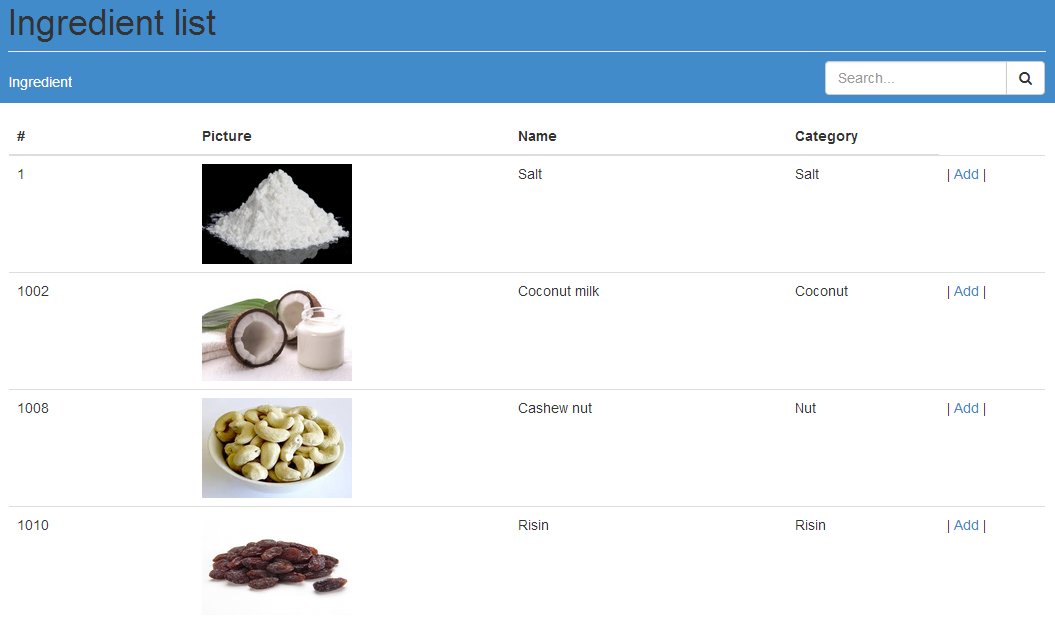 Ingredient list
Ingredient Search...
# Picture Name Category
1 Salt Salt | Add |
1002 Coconut milk Coconut | Add |
1008 Cashew nut Nut | Add |
1010 Risin Risin | Add |